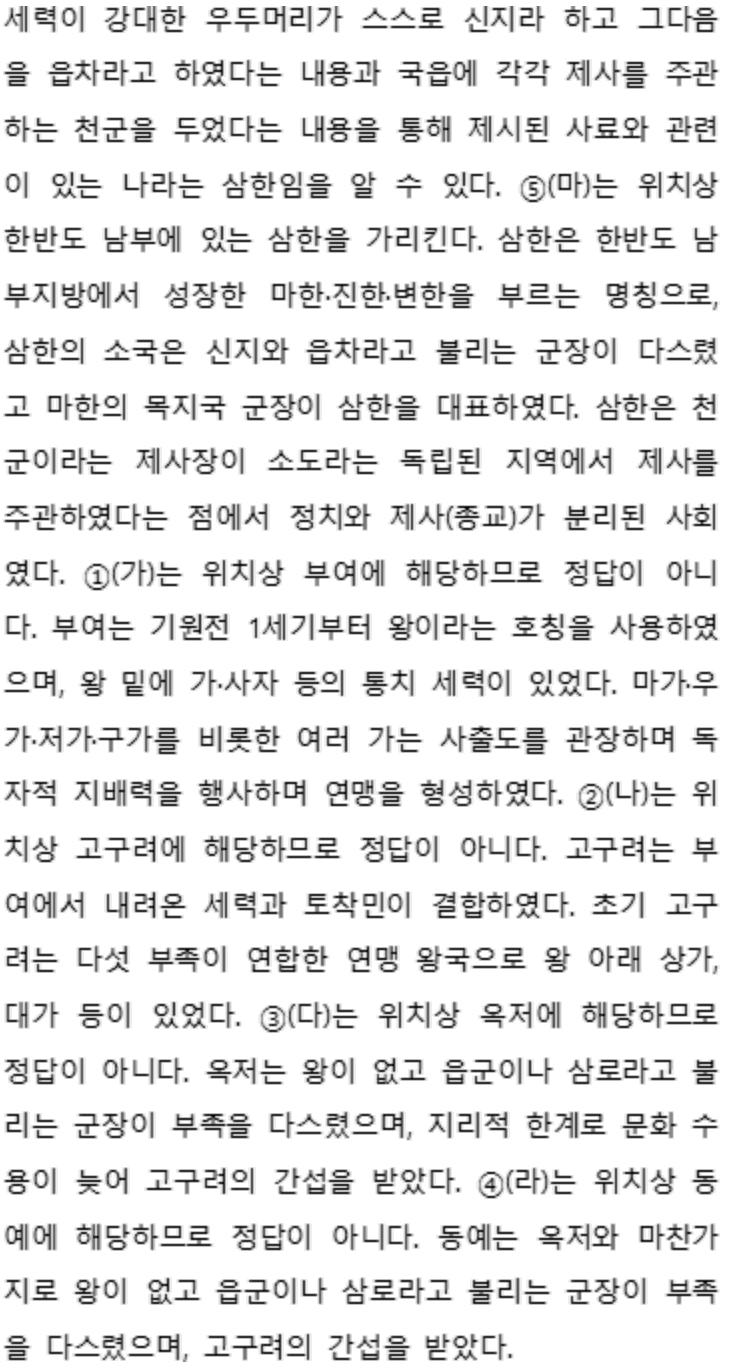 세력이 강대한 우두머리가 스스로 신지라 하고 그다음
을 읍차라고 하였다는 내용과 국읍에 각각 제사를 주관
하는 천군을 두었다는 내용을 통해 제시된 사료와 관련
이 있는 나라는 삼한임을 알 수 있다. ⑤(마)는 위치상
한반도 남부에 있는 삼한을 가리킨다. 삼한은 한반도 남
부지방에서 성장한 마한·진한·변한을 부르는 명칭으로,
삼한의 소국은 신지와 읍차라고 불리는 군장이 다스렸
고 마한의 목지국 군장이 삼한을 대표하였다. 삼한은 천
군이라는 제사장이 소도라는 독립된 지역에서 제사를
주관하였다는 점에서 정치와 제사(종교)가 분리된 사회
였다. ①(가)는 위치상 부여에 해당하므로 정답이 아니
다. 부여는 기원전 1세기부터 왕이라는 호칭을 사용하였
으며, 왕 밑에 가·사자 등의 통치 세력이 있었다. 마가·우
가·저가·구가를 비롯한 여러 가는 사출도를 관장하며 독
자적 지배력을 행사하며 연맹을 형성하였다. ②(나)는 위
치상 고구려에 해당하므로 정답이 아니다. 고구려는 부
여에서 내려온 세력과 토착민이 결합하였다. 초기 고구
려는 다섯 부족이 연합한 연맹 왕국으로 왕 아래 상가,
대가 등이 있었다. ③(다)는 위치상 옥저에 해당하므로
정답이 아니다. 옥저는 왕이 없고 읍군이나 삼로라고 불
리는 군장이 부족을 다스렸으며, 지리적 한계로 문화 수
용이 늦어 고구려의 간섭을 받았다. ④(라)는 위치상 동
예에 해당하므로 정답이 아니다. 동예는 옥저와 마찬가
지로 왕이 없고 읍군이나 삼로라고 불리는 군장이 부족
을 다스렸으며, 고구려의 간섭을 받았다.